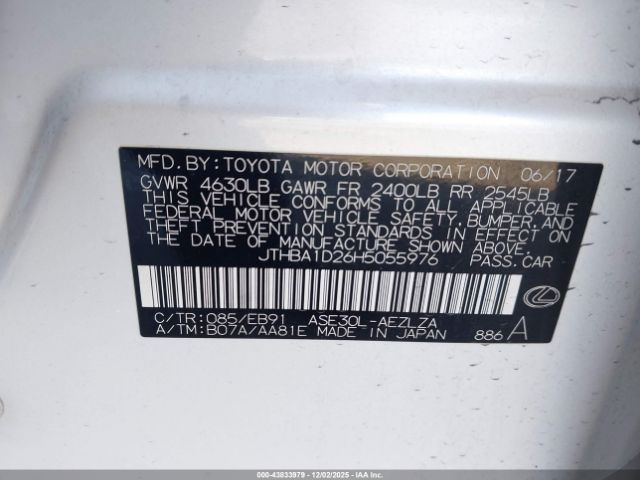 MFD.BY:TOYOTA MOTOR CORPORATION 06/17
GVWR 4630LB GAWR FR 2400LB RR 2545LB
THIS VEHICLE CONFORMS TO ALL APPLICABLE
FEDERAL MOTOR VEHICLE SAFETY,BUMPER,AND
THEFT PREVENTION STANDARDS IN EFFECT ON
THE DATE OF MANUFACTURE SHOWN ABOVE.
JTHBA1D26H5055976 PASS.CAR
C/TR:085/EB91 ASE30L-AEZLZA
A/TM:B07A/AA81E MADE IN JAPAN 886 A
000-43833979 | 12/02/2025 - IAAI.COM